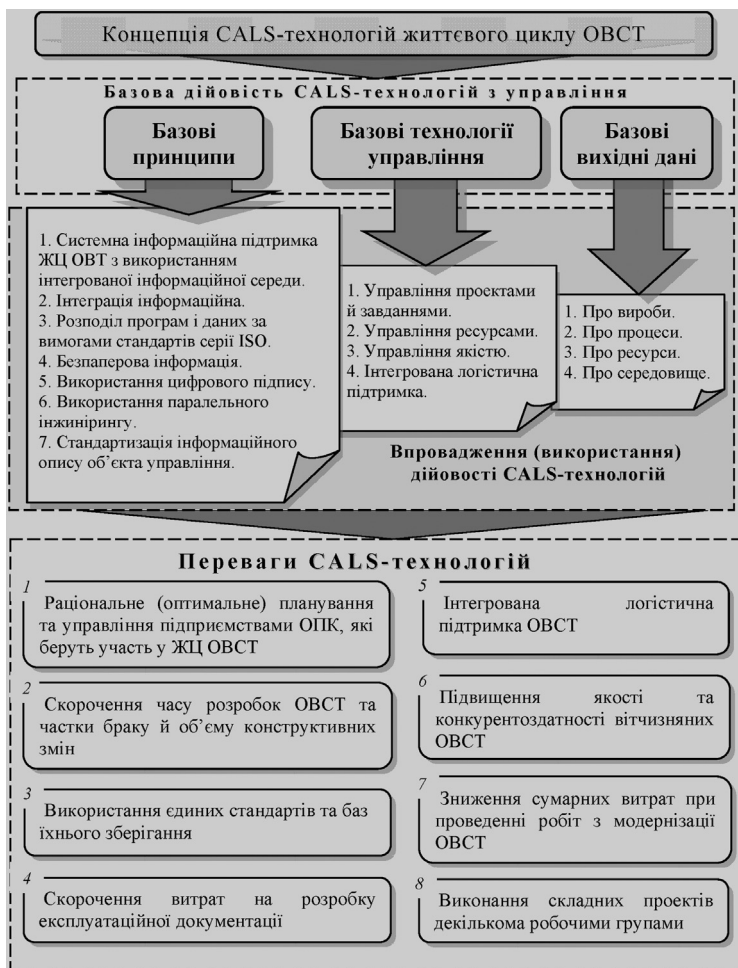 Концепція CALS-технологій життєвого циклу ОВСТ
Базова дійовість CALS-технологій з управління
Базові
принципи
Базові технології
управління
Базові
вихідні дані
1. Системна інформаційна підтримка
ЖЦ ОВТ з використанням
інтегрованої інформаційної середи.
2. Інтеграція інформаційна.
3. Розподіл програм і даних за
вимогами стандартів серії ISO.
4. Безпаперова інформація.
5. Використання цифрового підпису.
6. Використання паралельного
інжинірингу.
7. Стандартизація інформаційного
опису об’єкта управління.
1. Управління проектами
й завданнями.
2. Управління ресурсами.
3. Управління якістю.
4. Інтегрована логістична
підтримка.
1. Про вироби.
2. Про процеси.
3. Про ресурси.
4. Про середовище.
Впровадження (використання)
дійовості CALS-технологій
Переваги CALS-технологій
1
Раціональне (оптимальне) планування
та управління підприємствами ОПК, які
беруть участь у ЖЦ ОВСТ
2
Скорочення часу розробок ОВСТ та
частки браку й об’єму конструктивних
змін
3
Використання єдиних стандартів та баз
їхнього зберігання
4
Скорочення витрат на розробку
експлуатаційної документації
5
Інтегрована логістична
підтримка ОВСТ
6
Підвищення якості та
конкурентоздатності вітчизняних
ОВСТ
7
Зниження сумарних витрат при
проведенні робіт з модернізації
ОВСТ
8
Виконання складних проектів
декількома робочими групами